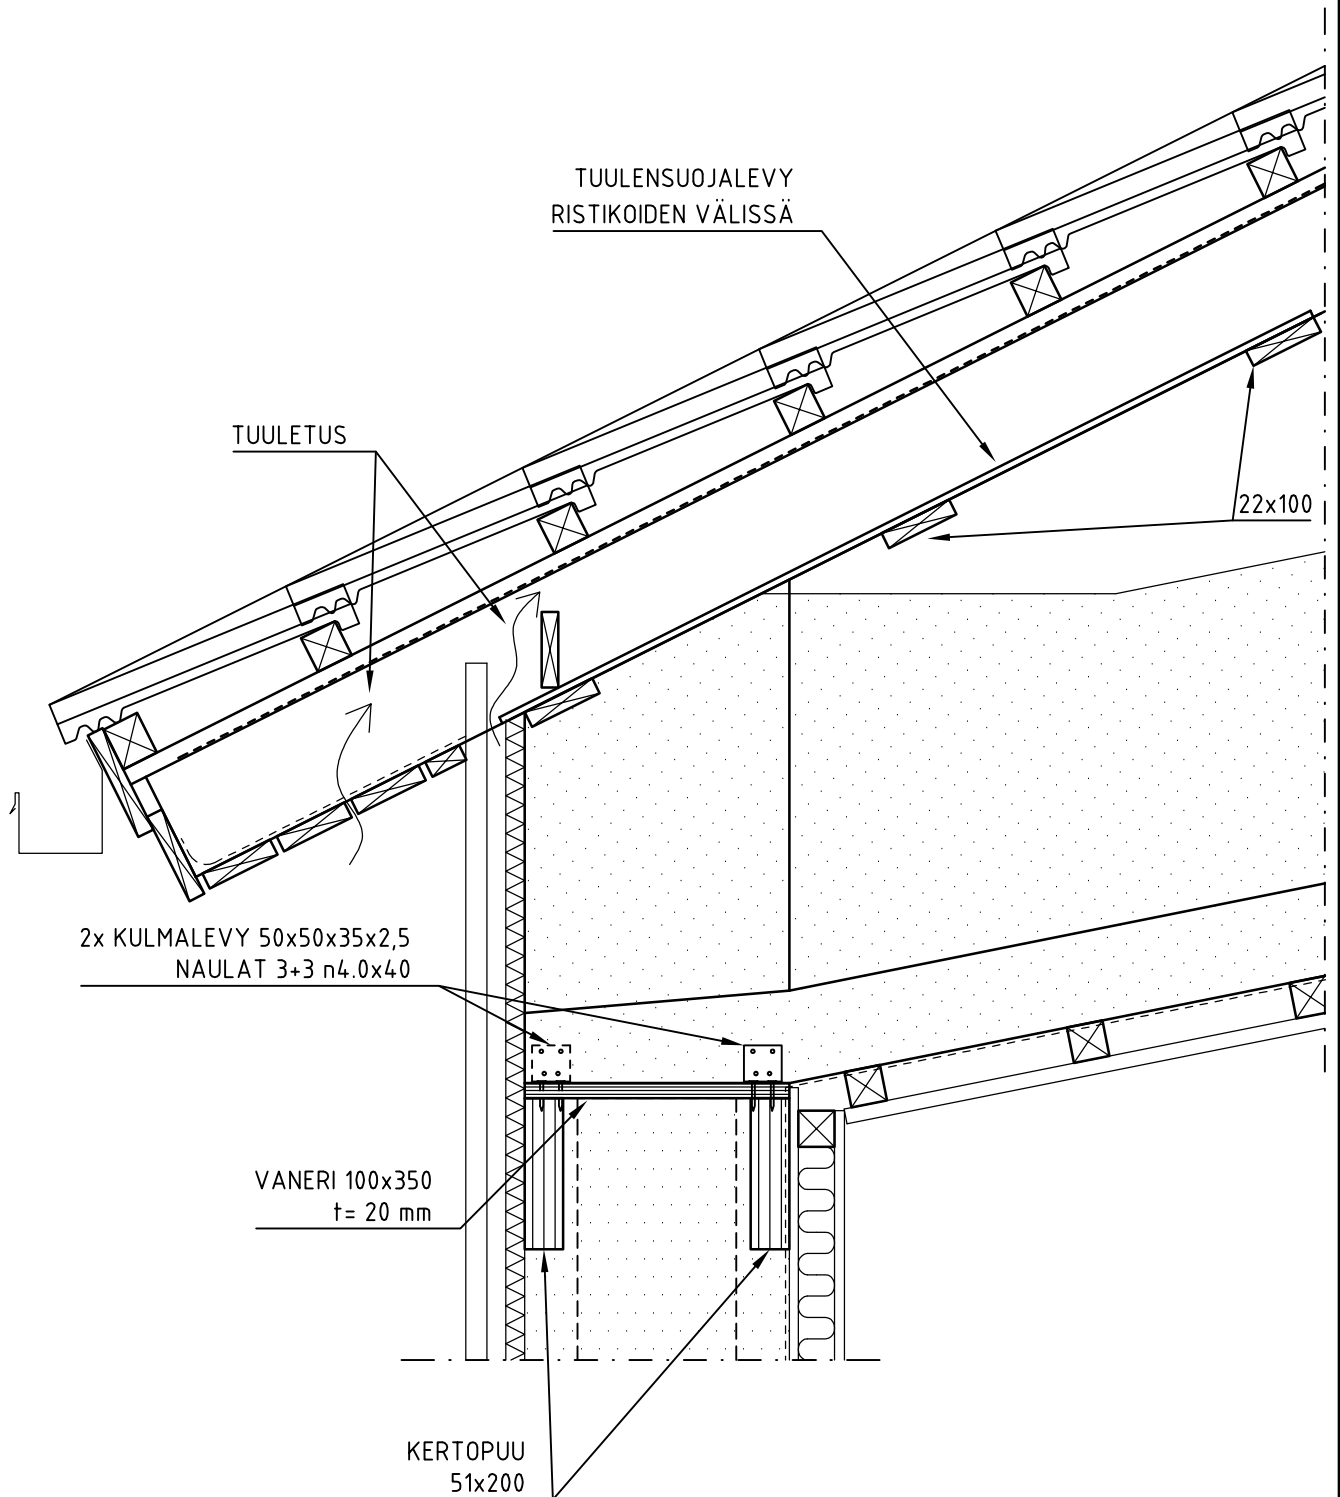 TUULENSUOJALEVY
RISTIKOIDEN VÄLISSÄ
TUULETUS
22x100
2x KULMALEVY 50x50x35x2,5
NAULAT 3+3 n4.0x40
VANERI 100x350
t= 20 mm
KERTOPUU
51x200